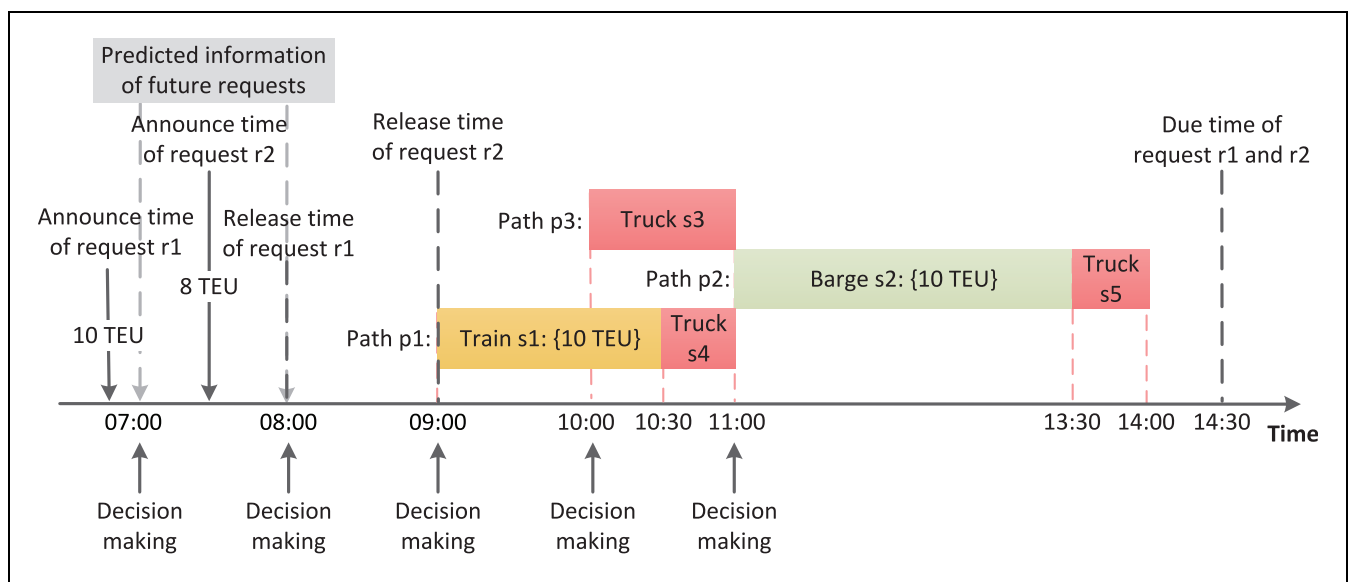 Predicted information
of future requests
Announce time
of request r2
Release time
of request r2
Due time of
request r1 and r2
Announce time
of request r1
Release time
of request r1
8 TEU
10 TEU
Path p3:
Truck s3
Path p2:
Barge s2: {10 TEU}
Truck
s5
Path p1:
Train s1: {10 TEU}
Truck
s4
07:00
08:00
09:00
10:00
10:30
11:00
13:30
14:00
14:30
Time
Decision
making
Decision
making
Decision
making
Decision
making
Decision
making